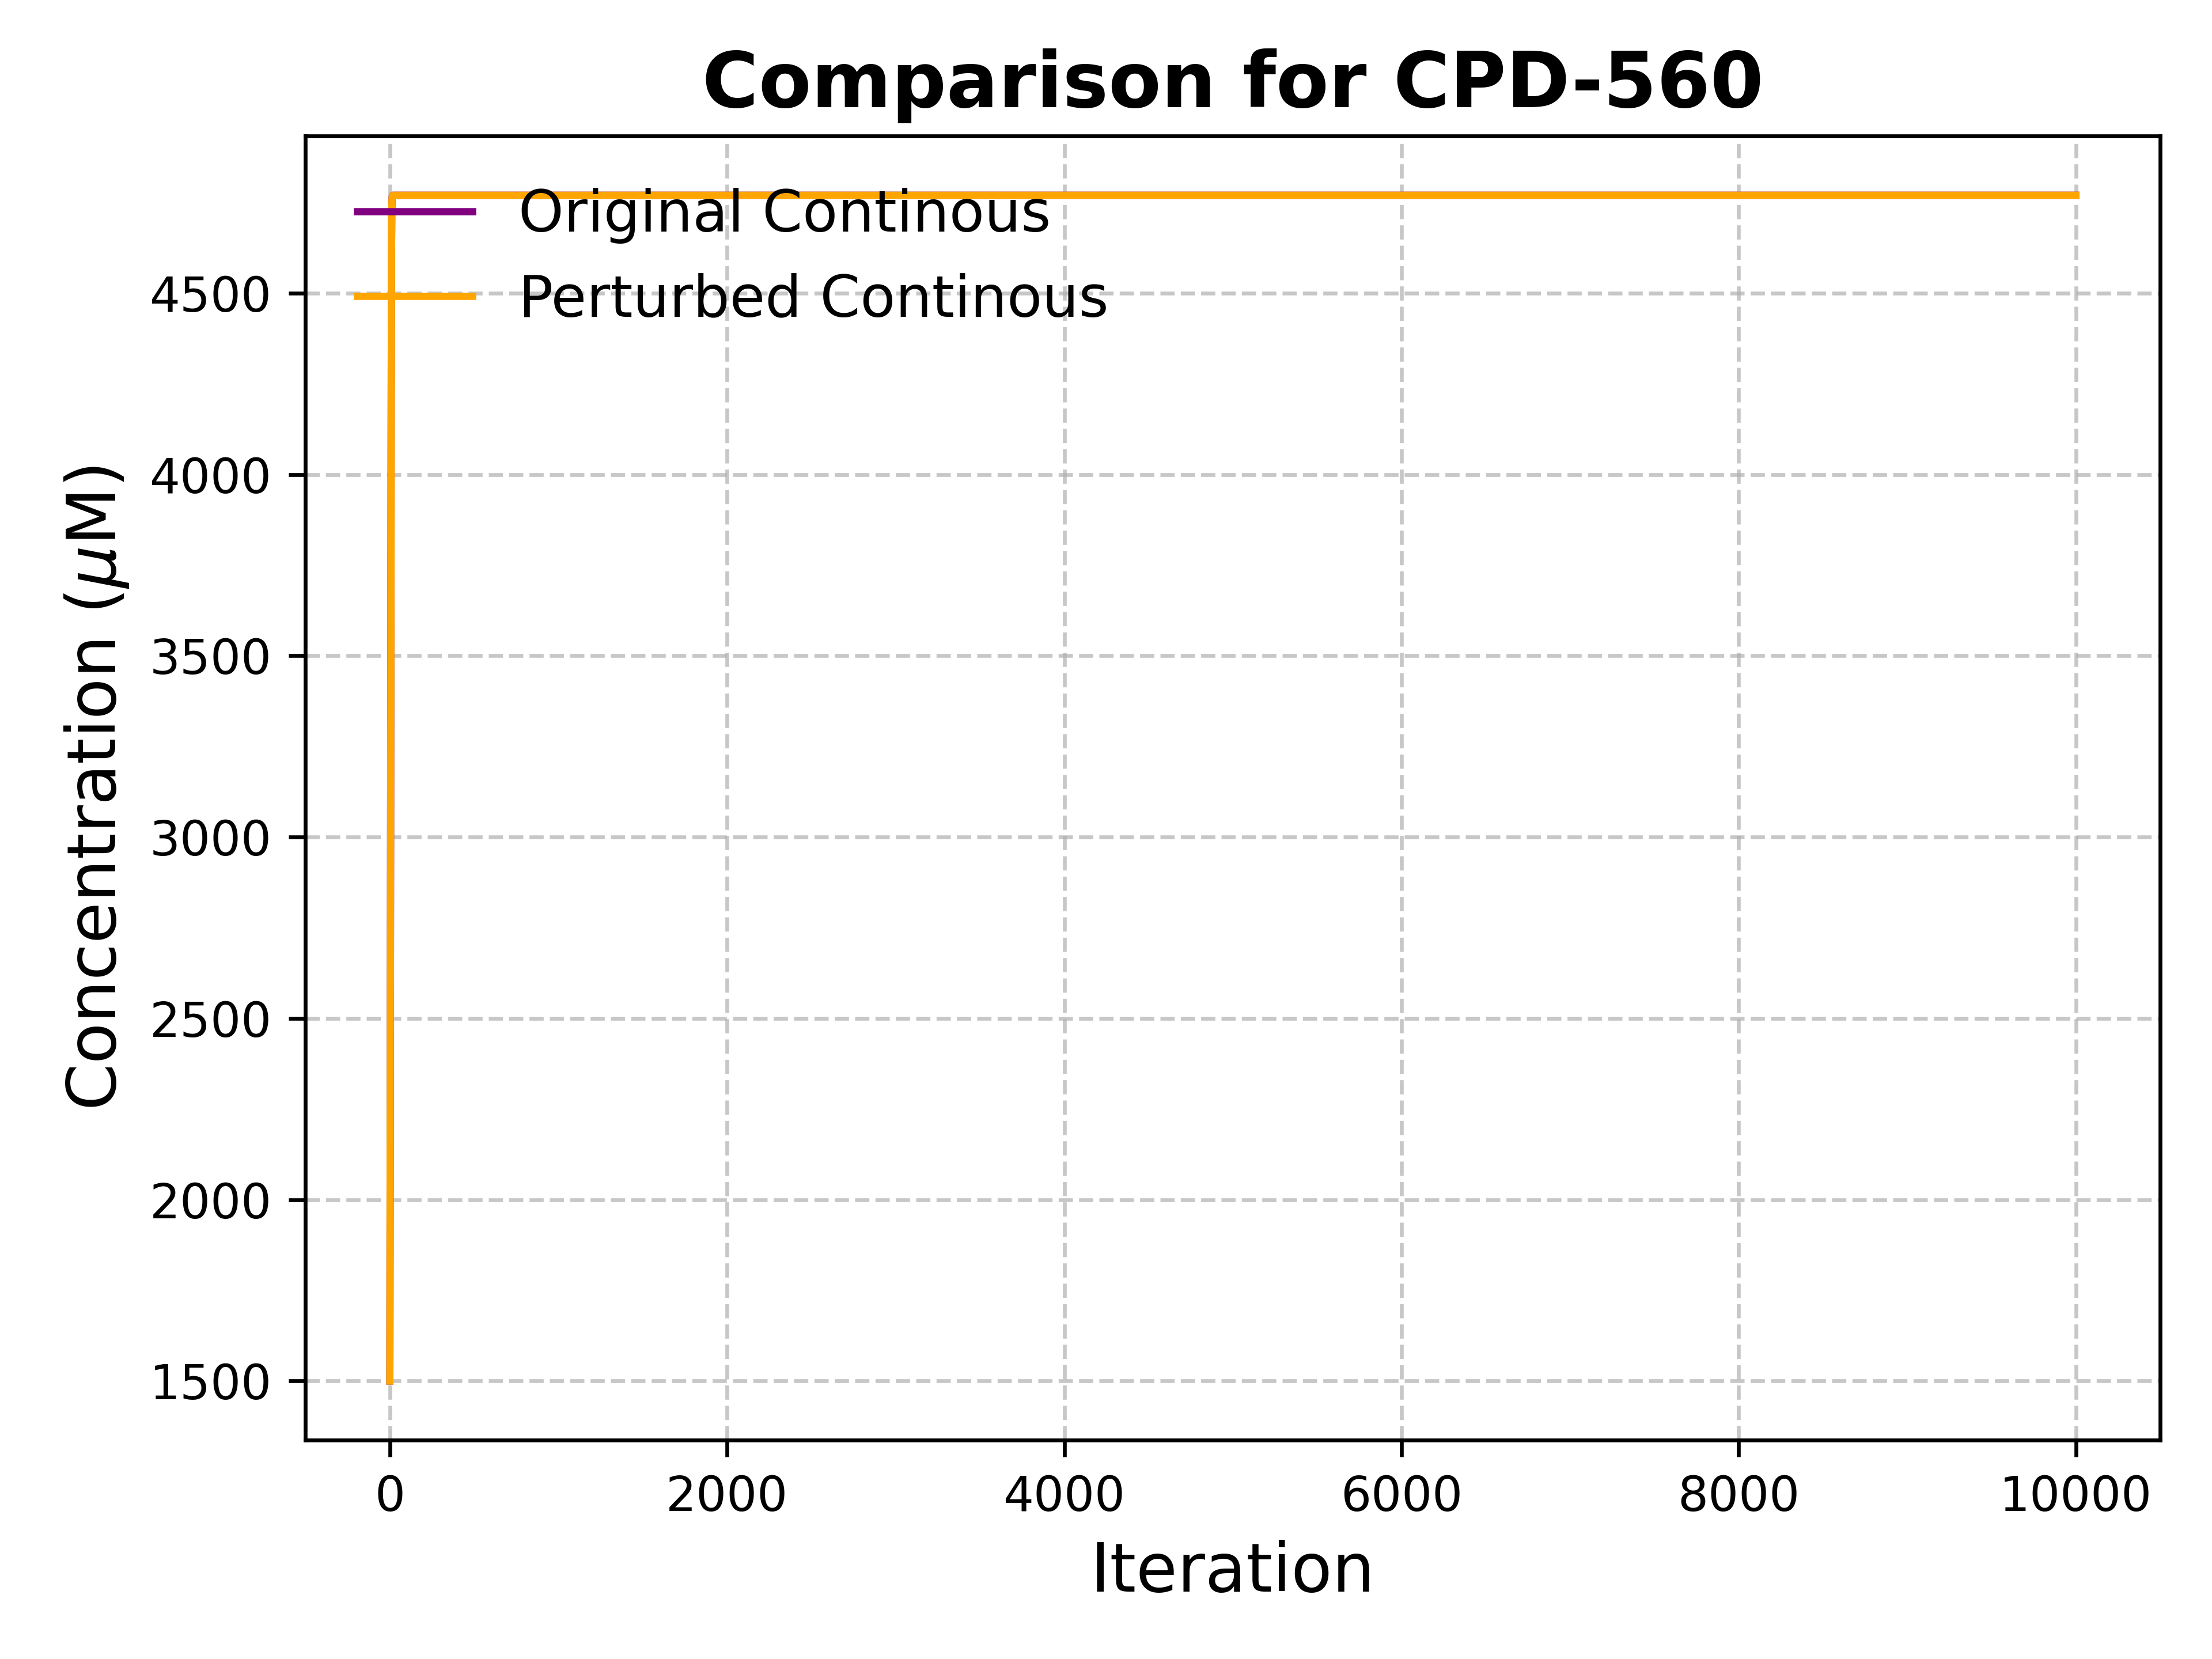 Comparison for CPD-560
Original Continous
Perturbed Continous
Concentration (μM)
4500
4000
3500
3000
2500
2000
1500
0 2000 4000 6000 8000 10000
Iteration